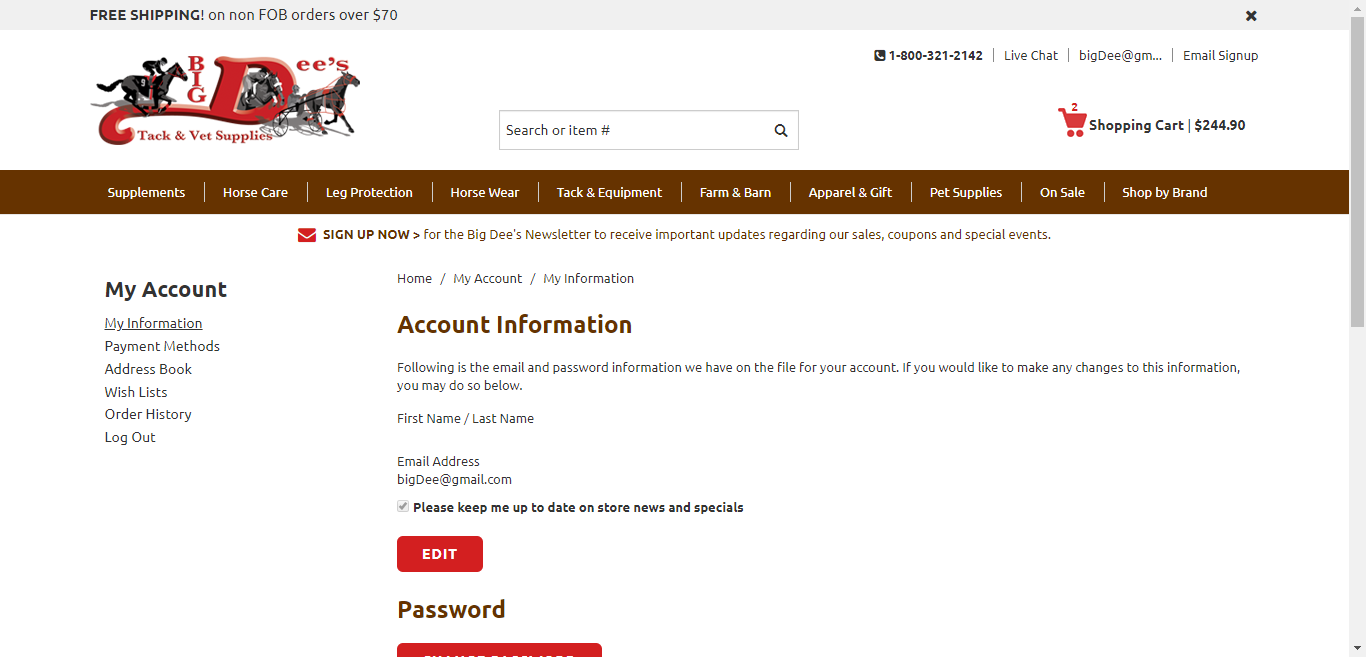 FREE SHIPPING! on non FOB orders over $70
1-800-321-2142 Live Chat bigDee@gm... Email Signup
BIG Dee's
Tack & Vet Supplies
Search or item #
2
Shopping Cart | $244.90
Supplements Horse Care Leg Protection Horse Wear Tack & Equipment Farm & Barn Apparel & Gift Pet Supplies On Sale Shop by Brand
SIGN UP NOW > for the Big Dee's Newsletter to receive important updates regarding our sales, coupons and special events.
My Account
My Information
Payment Methods
Address Book
Wish Lists
Order History
Log Out
Home / My Account / My Information
Account Information
Following is the email and password information we have on the file for your account. If you would like to make any changes to this information,
you may do so below.
First Name / Last Name
Email Address
bigDee@gmail.com
Please keep me up to date on store news and specials
EDIT
Password